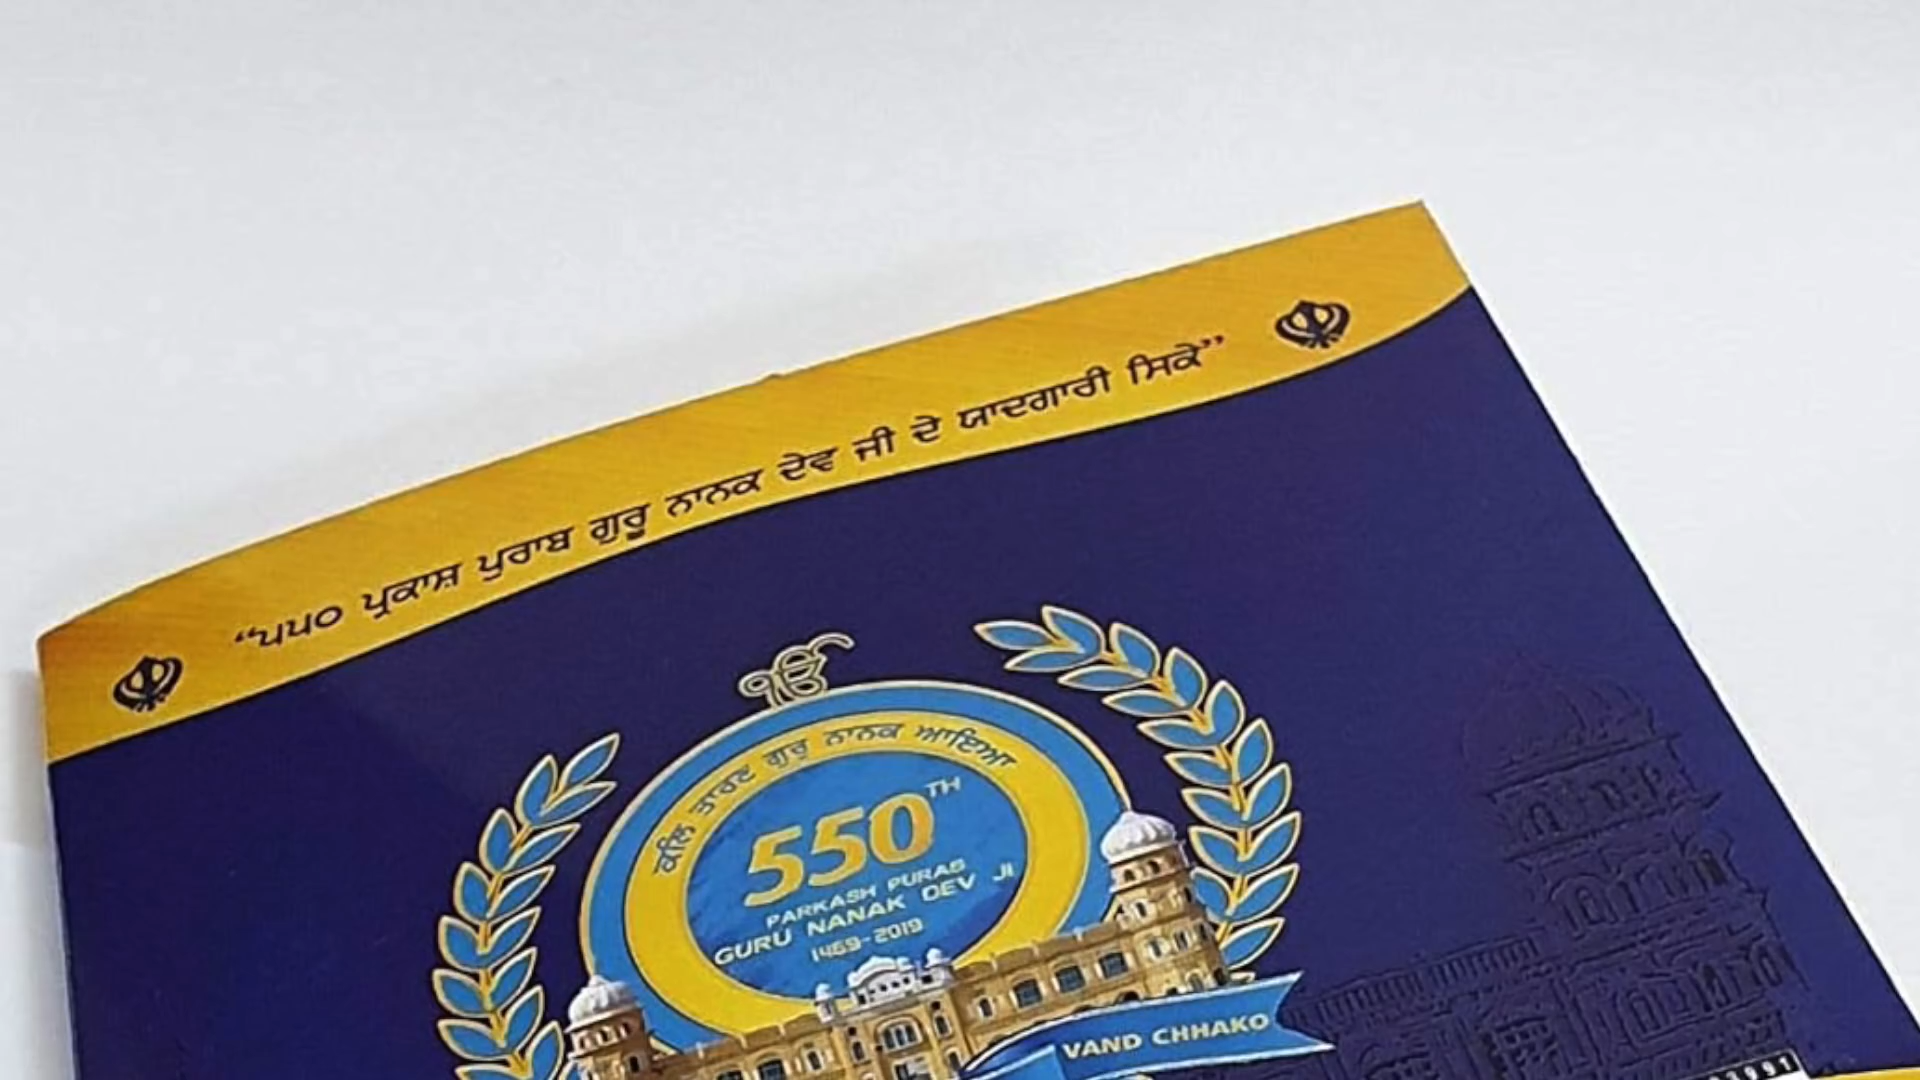 “੫੫੦ ਪ੍ਰਕਾਸ਼ ਪੁਰਾਬ ਗੁਰੂ ਨਾਨਕ ਦੇਵ ਜੀ ਦੇ ਯਾਦਗਾਰੀ ਸਿਕੇ”
ੴ
ਕਲਿ ਤਾਰਣ ਗੁਰੂ ਨਾਨਕ ਆਇਆ
550TH
PARKASH PURAB
GURU NANAK DEV JI
1469-2019
VAND CHHAKO